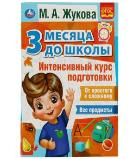 М. А. Жукова
3 МЕСЯЦА
ДО ШКОЛЫ
Интенсивный курс
подготовки
От простого к сложному
Все предметы